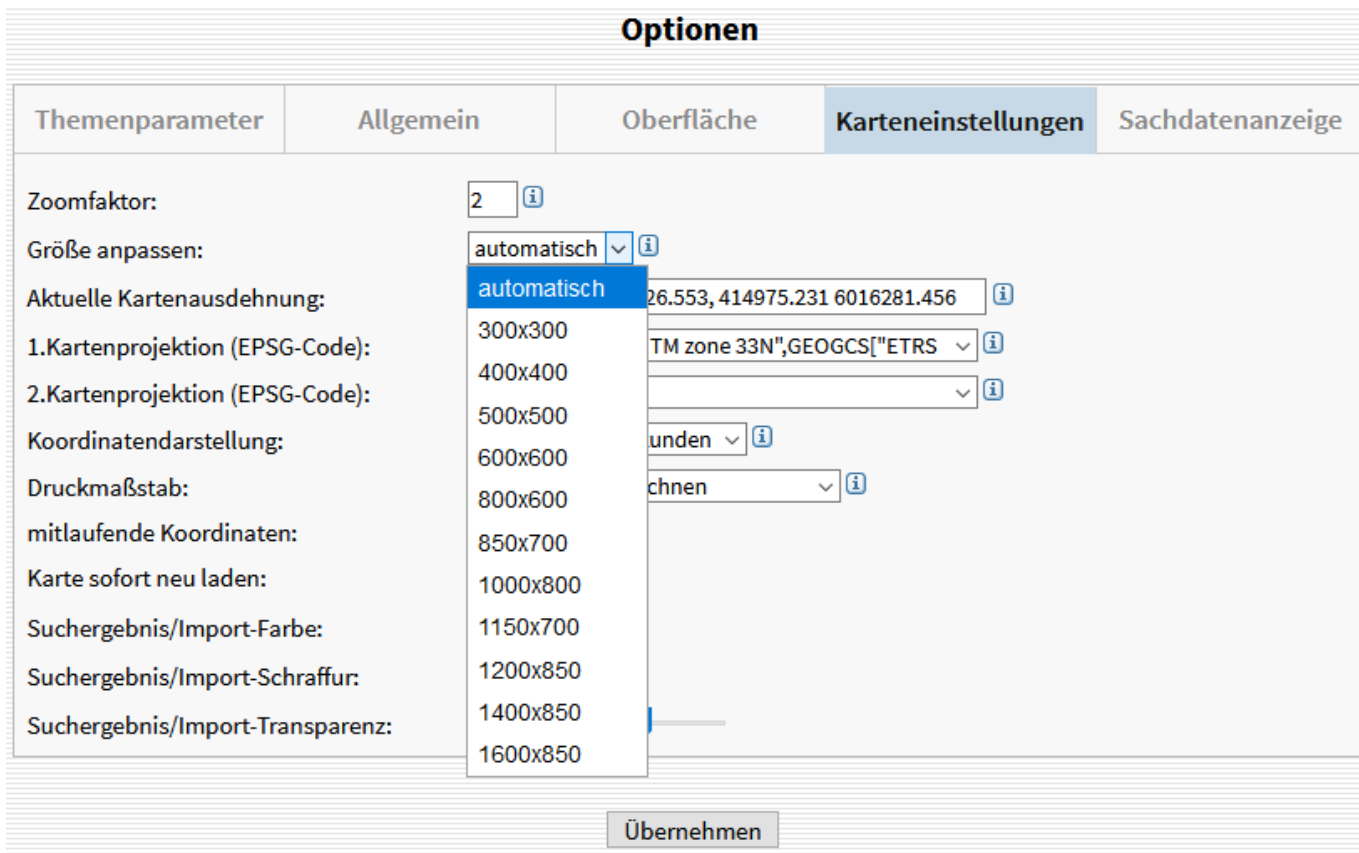 Optionen
Themenparameter Allgemein Oberfläche Karteneinstellungen Sachdatenanzeige
Zoomfaktor: 2 i
Größe anpassen: automatisch i
automatisch
Aktuelle Kartenausdehnung: 26.553, 414975.231 6016281.456 i
300x300
1.Kartenprojektion (EPSG-Code): TM zone 33N",GEOGCS["ETRS i
400x400
2.Kartenprojektion (EPSG-Code): i
500x500
Koordinatendarstellung: unden i
600x600
Druckmaßstab: chnen i
800x600
mitlaufende Koordinaten:
850x700
Karte sofort neu laden:
1000x800
Suchergebnis/Import-Farbe:
1150x700
Suchergebnis/Import-Schraffur:
1200x850
Suchergebnis/Import-Transparenz:
1400x850
1600x850
Übernehmen